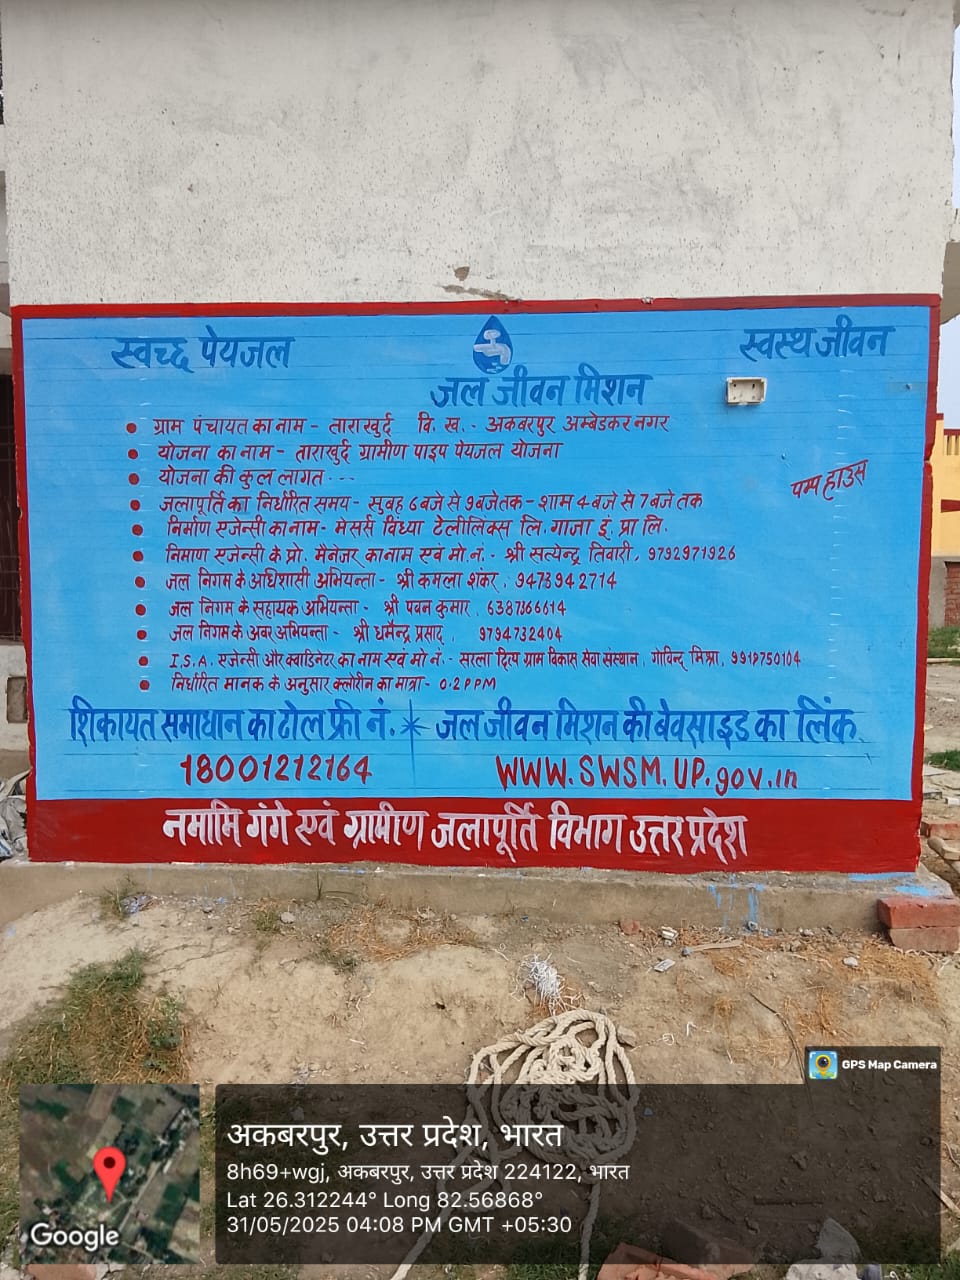 स्वच्छ पेयजल
स्वस्थ जीवन
जल जीवन मिशन
ग्राम पंचायत का नाम - ताराखुर्द वि. ख. - अकबरपुर अम्बेडकर नगर
योजना का नाम - ताराखुर्द ग्रामीण पाइप पेयजल योजना
योजना की कुल लागत - - -
जलापूर्ति का निर्धारित समय - सुबह 6 बजे से 9 बजे तक - शाम 4 बजे से 7 बजे तक
पम्प हाउस
निर्माण एजेन्सी का नाम - मेसर्स विंध्या टेलीलिंक्स लि. गाजा इं. प्रा लि.
निमाण एजेन्सी के प्रो. मैनेजर का नाम एवं मो. नं. - श्री सत्येन्द्र तिवारी, 9792971926
जल निगम के अधिशासी अभियन्ता - श्री कमला शंकर, 9473942714
जल निगम के सहायक अभियन्ता - श्री पवन कुमार, 6387366614
जल निगम के अवर अभियन्ता - श्री धर्मेन्द्र प्रसाद, 9794732404
I.S.A. एजेन्सी और क्वाडिनेटर का नाम एवं मो नं. - सरला दित्य ग्राम विकास सेवा संस्थान, गोविन्द मिश्रा, 9919750104
निर्धारित मानक के अनुसार क्लोरीन का मात्रा - 0.2 PPM
शिकायत समाधान का टोल फ्री नं. जल जीवन मिशन की बेवसाइड का लिंक
18001212164 WWW.SWSM.UP.gov.in
नमामि गंगे एवं ग्रामीण जलापूर्ति विभाग उत्तर प्रदेश
GPS Map Camera
अकबरपुर, उत्तर प्रदेश, भारत
8h69+wgj, अकबरपुर, उत्तर प्रदेश 224122, भारत
Lat 26.312244° Long 82.56868°
31/05/2025 04:08 PM GMT +05:30
Google